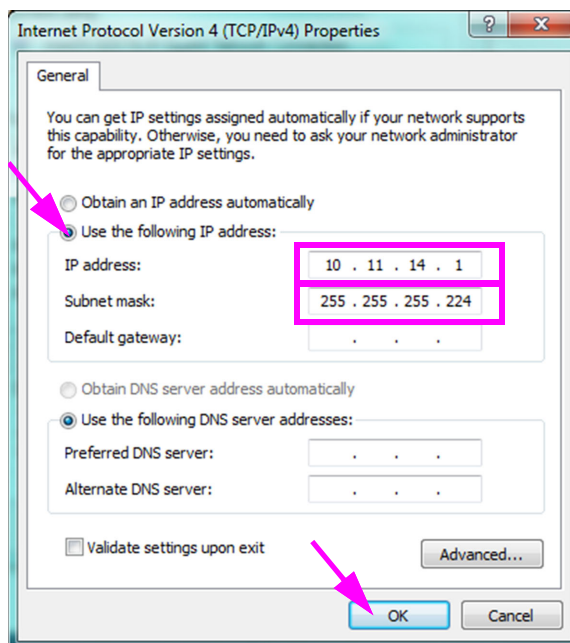 Internet Protocol Version 4 (TCP/IPv4) Properties
?
General
You can get IP settings assigned automatically if your network supports
this capability. Otherwise, you need to ask your network administrator
for the appropriate IP settings.
Obtain an IP address automatically
Use the following IP address:
IP address: 10 . 11 . 14 . 1
Subnet mask: 255 . 255 . 255 . 224
Default gateway: . . .
Obtain DNS server address automatically
Use the following DNS server addresses:
Preferred DNS server: . . .
Alternate DNS server: . . .
Validate settings upon exit
Advanced...
OK Cancel